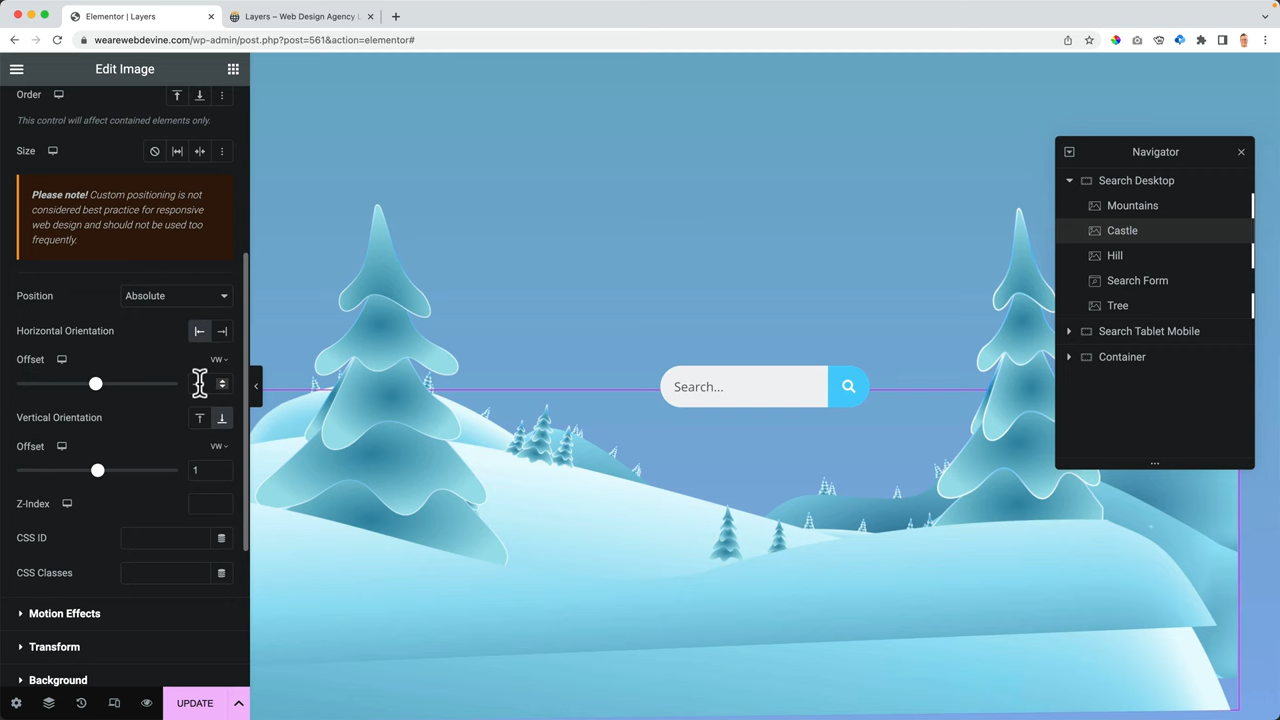 Elementor | Layers
Layers – Web Design Agency
wearewebdevine.com/wp-admin/post.php?post=561&action=elementor#
Edit Image
Order
This control will affect contained elements only.
Size
Please note! Custom positioning is not
considered best practice for responsive
web design and should not be used too
frequently.
Position
Absolute
Horizontal Orientation
Offset
VW
Vertical Orientation
Offset
VW
1
Z-Index
CSS ID
CSS Classes
Motion Effects
Transform
Background
UPDATE
Search...
Navigator
Search Desktop
Mountains
Castle
Hill
Search Form
Tree
Search Tablet Mobile
Container